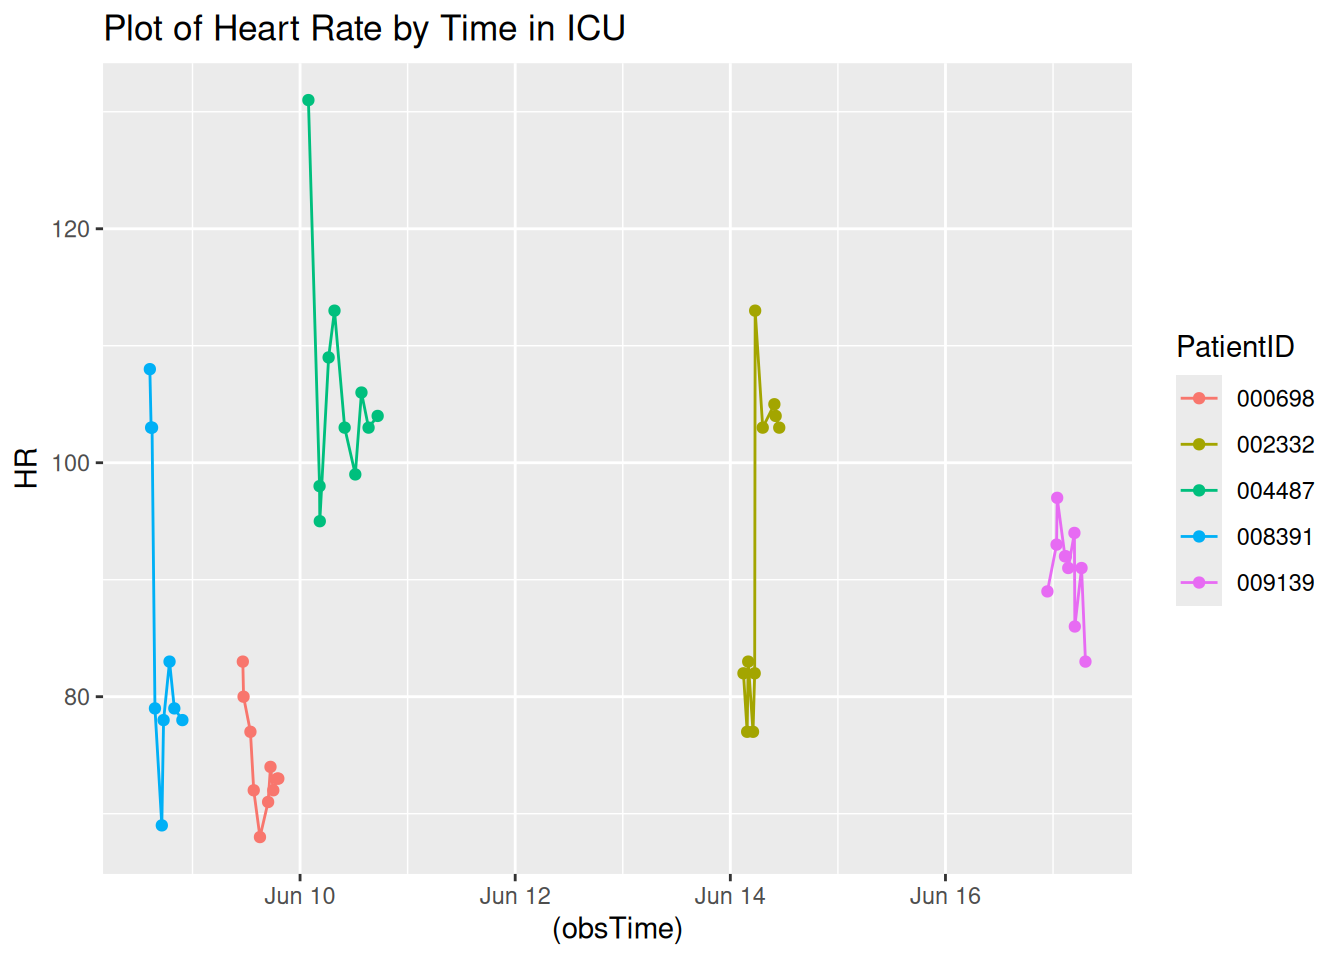 Plot of Heart Rate by Time in ICU
HR
120
100
80
Jun 10
Jun 12
Jun 14
Jun 16
(obsTime)
PatientID
000698
002332
004487
008391
009139